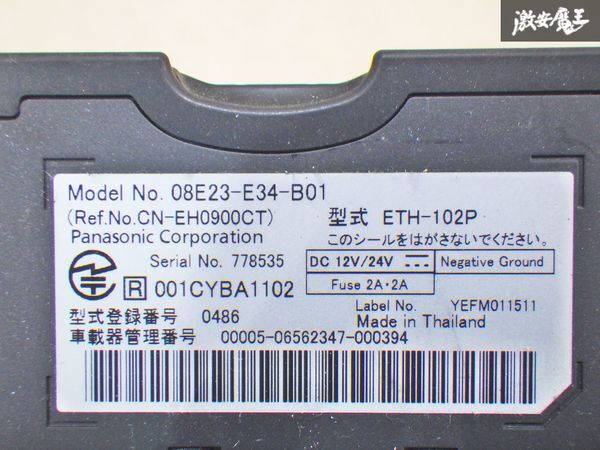 激安魔王
Model No. 08E23-E34-B01
(Ref.No.CN-EH0900CT) 型式 ETH-102P
Panasonic Corporation このシールをはがさないでください。
Serial No. 778535 DC 12V/24V Negative Ground
R 001CYBA1102 Fuse 2A・2A
Label No. YEFM011511
型式登録番号 0486 Made in Thailand
車載器管理番号 00005-06562347-000394